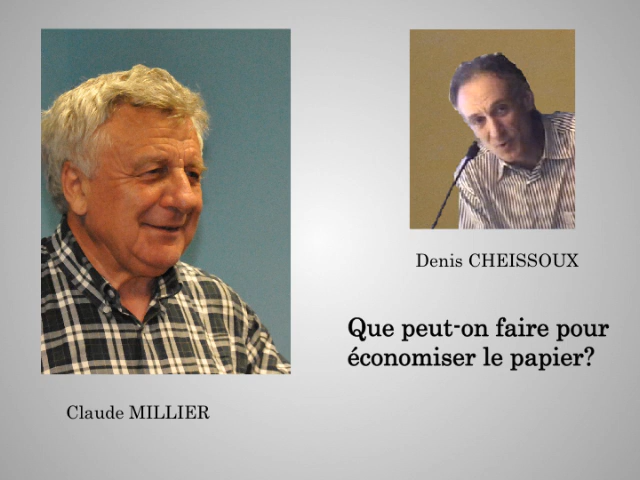 Denis CHEISSOUX
Que peut-on faire pour
économiser le papier?
Claude MILLIER